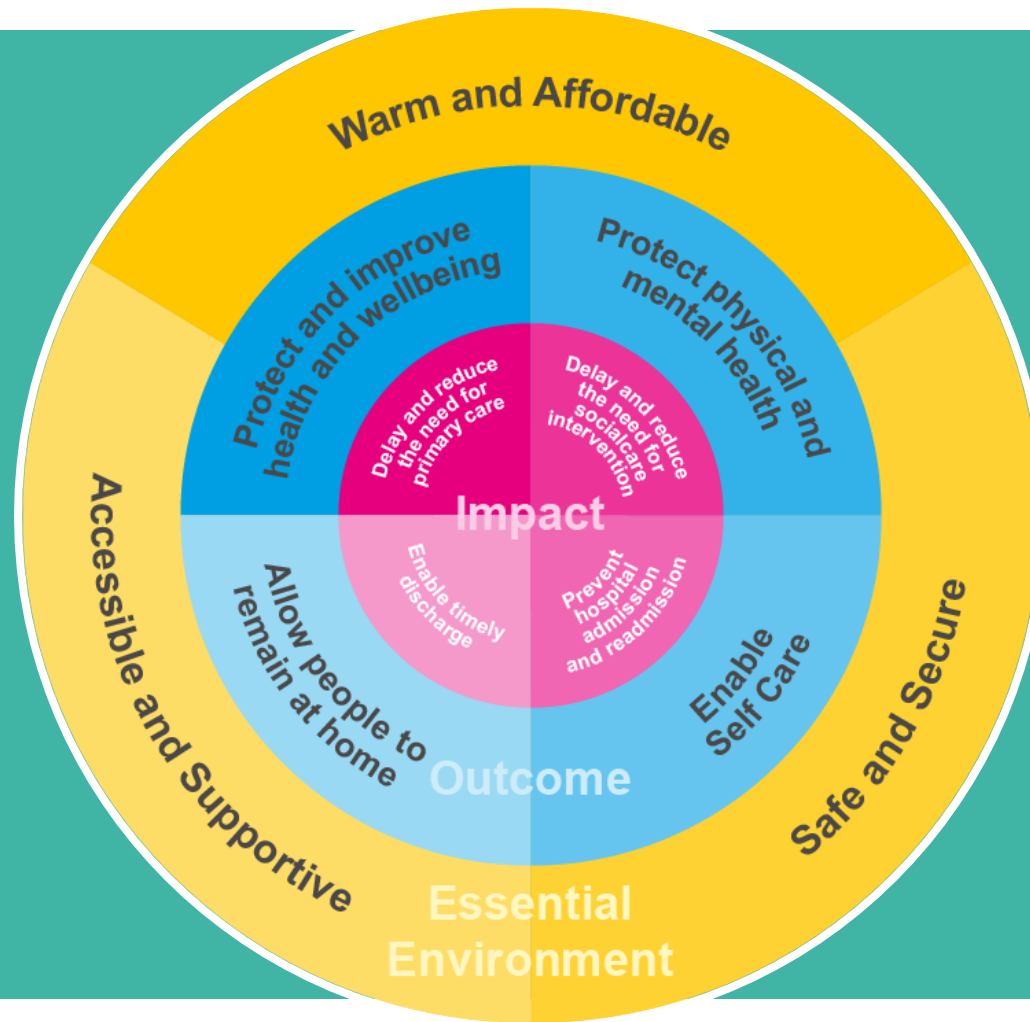 Warm and Affordable
Protect and improve
health and wellbeing
Protect physical and
mental health
Delay and reduce
the need for
primary care
Delay and reduce
the need for
socialcare
intervention
Impact
Enable timely
discharge
Prevent
hospital
admission
and readmission
Allow people to
remain at home
Enable
Self Care
Outcome
Accessible and Supportive
Safe and Secure
Essential
Environment